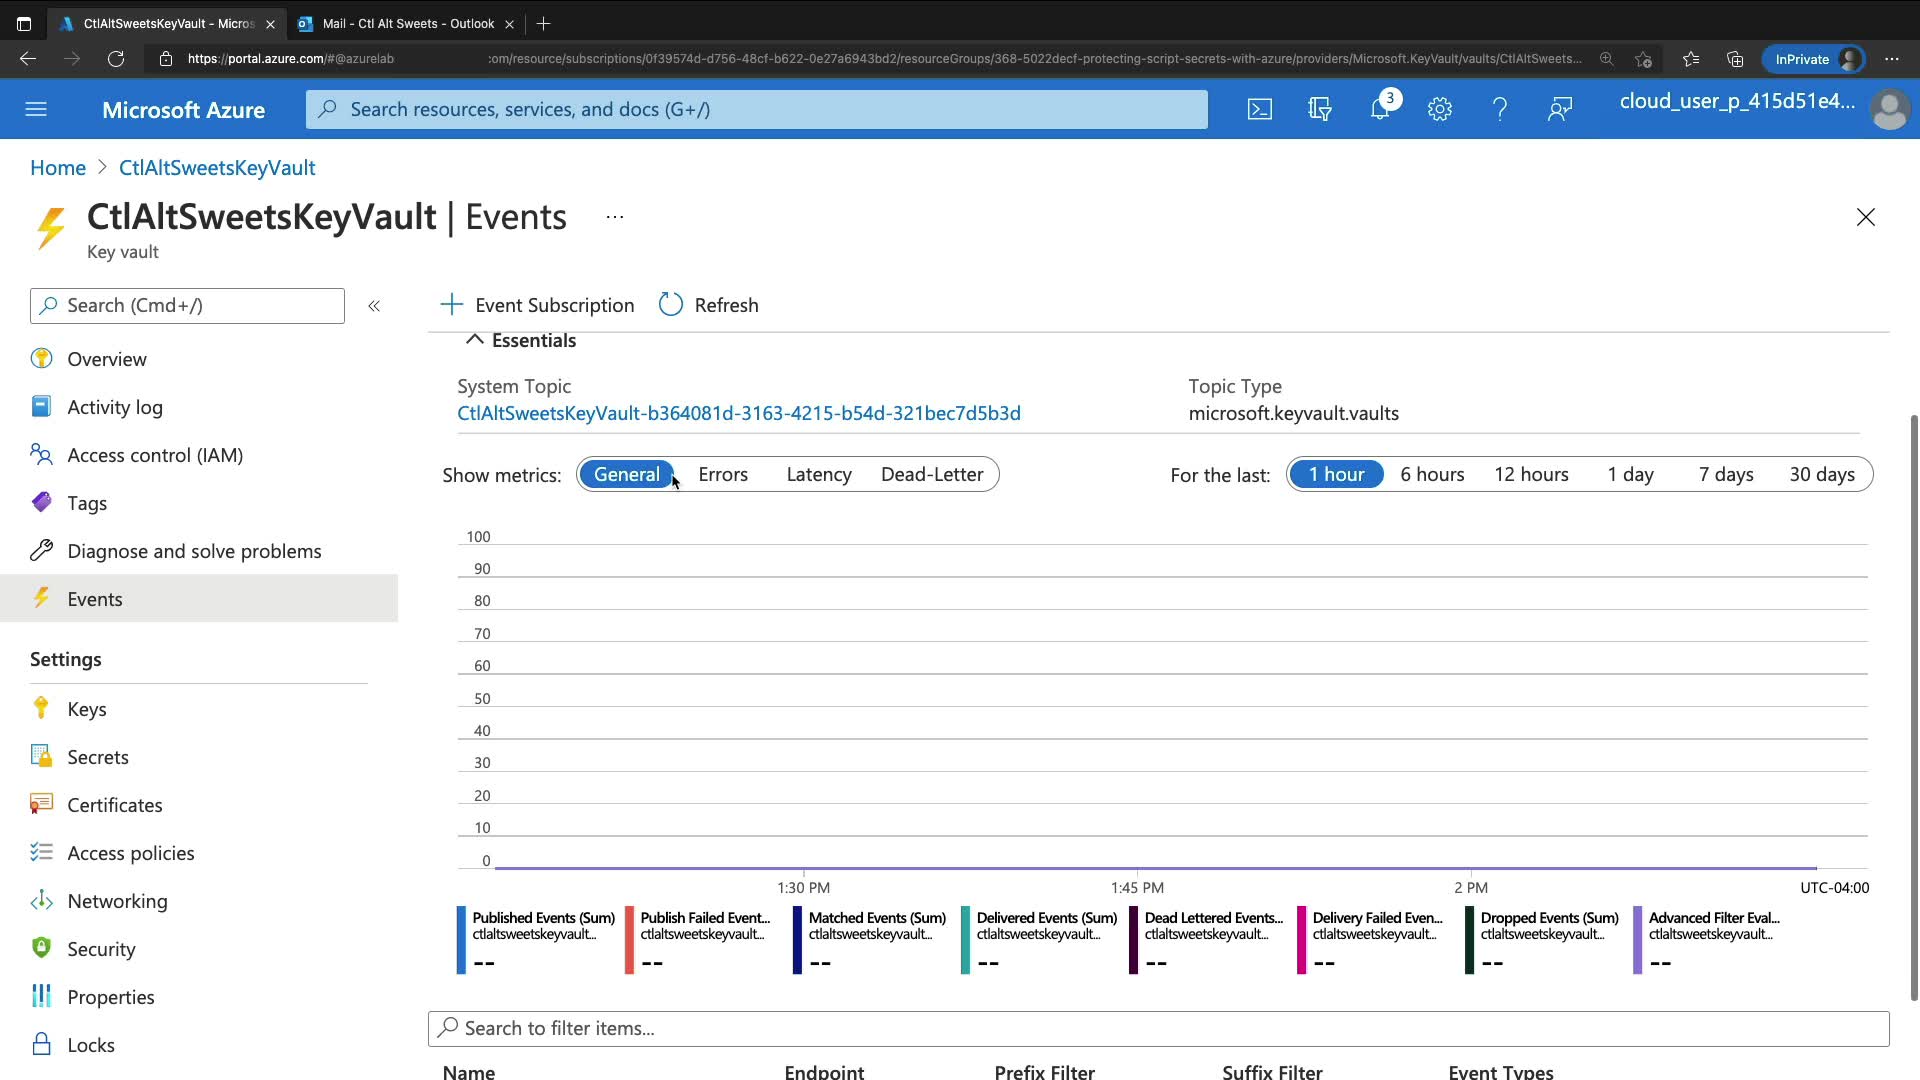 CtlAltSweetsKeyVault - Micros
Mail - Ctl Alt Sweets - Outlook
https://portal.azure.com/#@azurelab
:om/resource/subscriptions/0f39574d-d756-48cf-b622-0e27a6943bd2/resourceGroups/368-5022decf-protecting-script-secrets-with-azure/providers/Microsoft.KeyVault/vaults/CtlAltSweets...
InPrivate
Microsoft Azure
Search resources, services, and docs (G+/)
3
cloud_user_p_415d51e4...
Home > CtlAltSweetsKeyVault
CtlAltSweetsKeyVault | Events ...
Key vault
Search (Cmd+/)
«
Overview
Activity log
Access control (IAM)
Tags
Diagnose and solve problems
Events
Settings
Keys
Secrets
Certificates
Access policies
Networking
Security
Properties
Locks
Event Subscription
Refresh
Essentials
System Topic
CtlAltSweetsKeyVault-b364081d-3163-4215-b54d-321bec7d5b3d
Topic Type
microsoft.keyvault.vaults
Show metrics: General Errors Latency Dead-Letter
For the last: 1 hour 6 hours 12 hours 1 day 7 days 30 days
100
90
80
70
60
50
40
30
20
10
0
1:30 PM 1:45 PM 2 PM UTC-04:00
Published Events (Sum)
ctlaltsweetskeyvault...
--
Publish Failed Event...
ctlaltsweetskeyvault...
--
Matched Events (Sum)
ctlaltsweetskeyvault...
--
Delivered Events (Sum)
ctlaltsweetskeyvault...
--
Dead Lettered Events...
ctlaltsweetskeyvault...
--
Delivery Failed Even...
ctlaltsweetskeyvault...
--
Dropped Events (Sum)
ctlaltsweetskeyvault...
--
Advanced Filter Eval...
ctlaltsweetskeyvault...
--
Search to filter items...
Name Endpoint Prefix Filter Suffix Filter Event Types